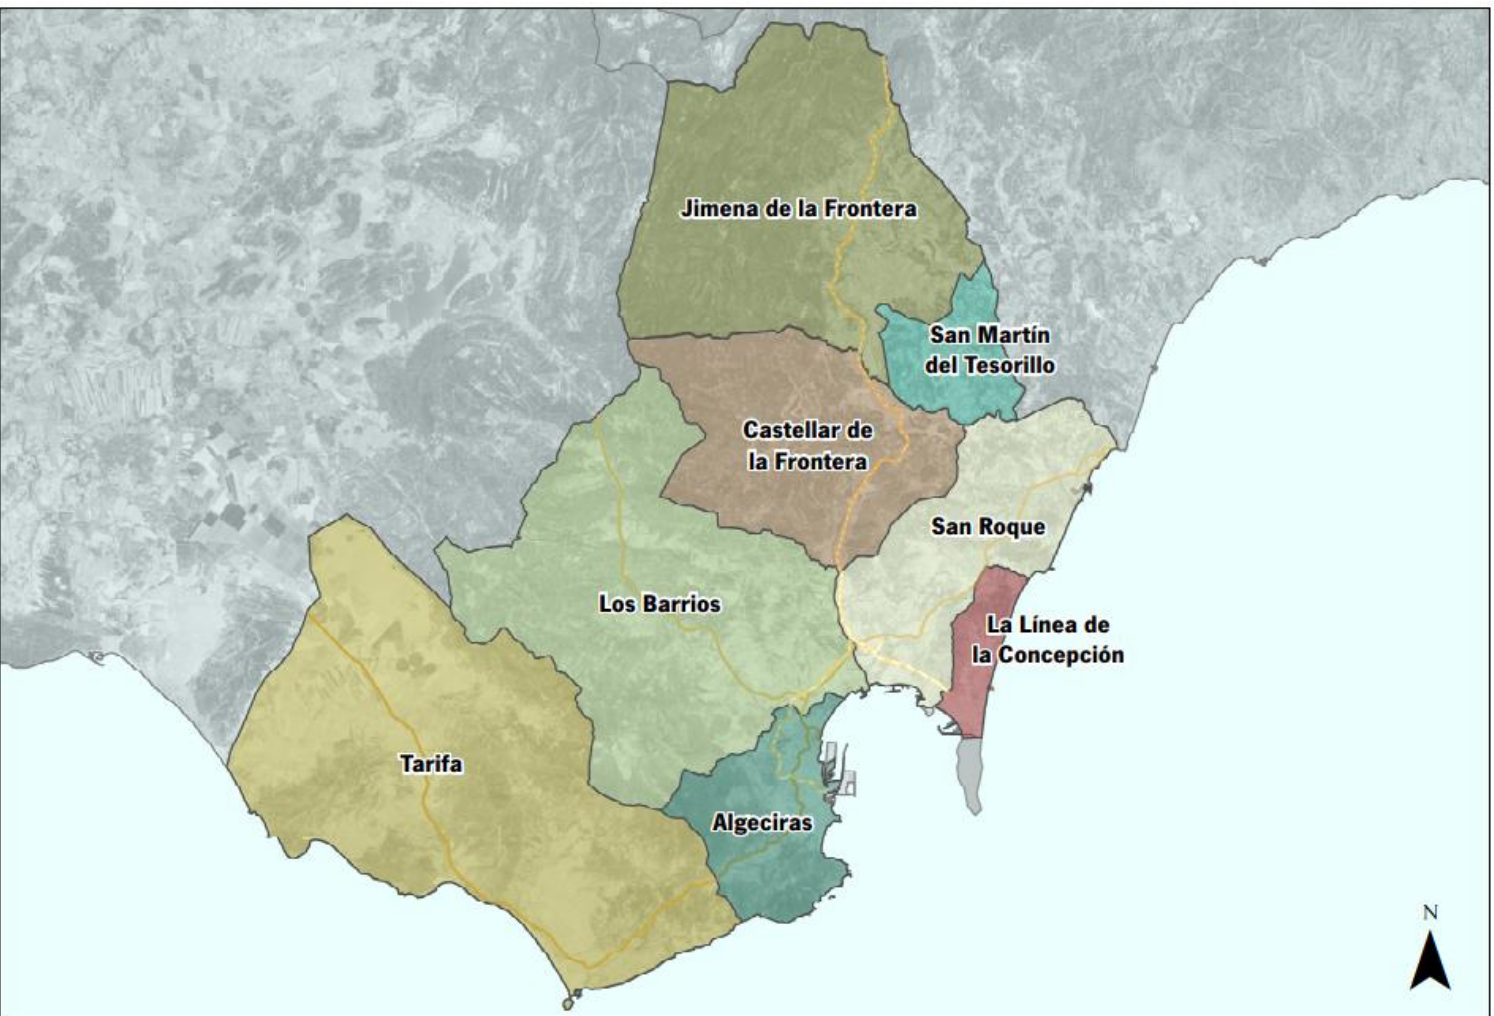 Jimena de la Frontera
San Martín
del Tesorillo
Castellar de
la Frontera
San Roque
Los Barrios
La Línea de
la Concepción
Tarifa
Algeciras
N